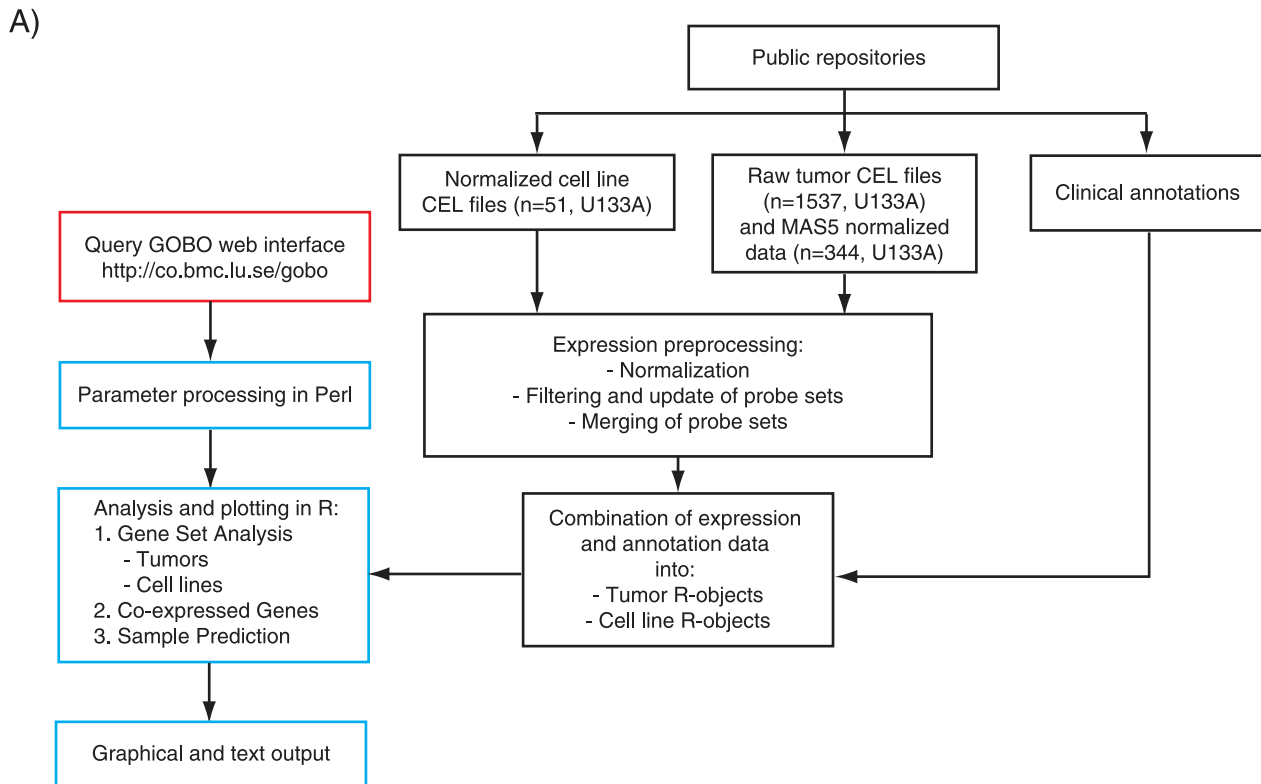 A)
Public repositories
Normalized cell line
CEL files (n=51, U133A)
Raw tumor CEL files
(n=1537, U133A)
and MAS5 normalized
data (n=344, U133A)
Clinical annotations
Query GOBO web interface
http://co.bmc.lu.se/gobo
Expression preprocessing:
- Normalization
- Filtering and update of probe sets
- Merging of probe sets
Parameter processing in Perl
Analysis and plotting in R:
1. Gene Set Analysis
- Tumors
- Cell lines
2. Co-expressed Genes
3. Sample Prediction
Combination of expression
and annotation data
into:
- Tumor R-objects
- Cell line R-objects
Graphical and text output